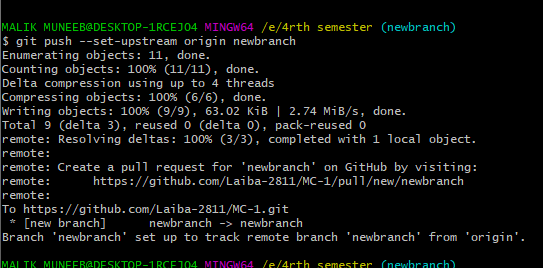 MALIK MUNEEB@DESKTOP-1RCEJO4 MINGW64 /e/4rth semester (newbranch)
$ git push --set-upstream origin newbranch
Enumerating objects: 11, done.
Counting objects: 100% (11/11), done.
Delta compression using up to 4 threads
Compressing objects: 100% (6/6), done.
Writing objects: 100% (9/9), 63.02 KiB | 2.74 MiB/s, done.
Total 9 (delta 3), reused 0 (delta 0), pack-reused 0
remote: Resolving deltas: 100% (3/3), completed with 1 local object.
remote:
remote: Create a pull request for 'newbranch' on GitHub by visiting:
remote:      https://github.com/Laiba-2811/MC-1/pull/new/newbranch
remote:
To https://github.com/Laiba-2811/MC-1.git
 * [new branch]      newbranch -> newbranch
Branch 'newbranch' set up to track remote branch 'newbranch' from 'origin'.
MALIK MUNEEB@DESKTOP-1RCEJO4 MINGW64 /e/4rth semester (newbranch)